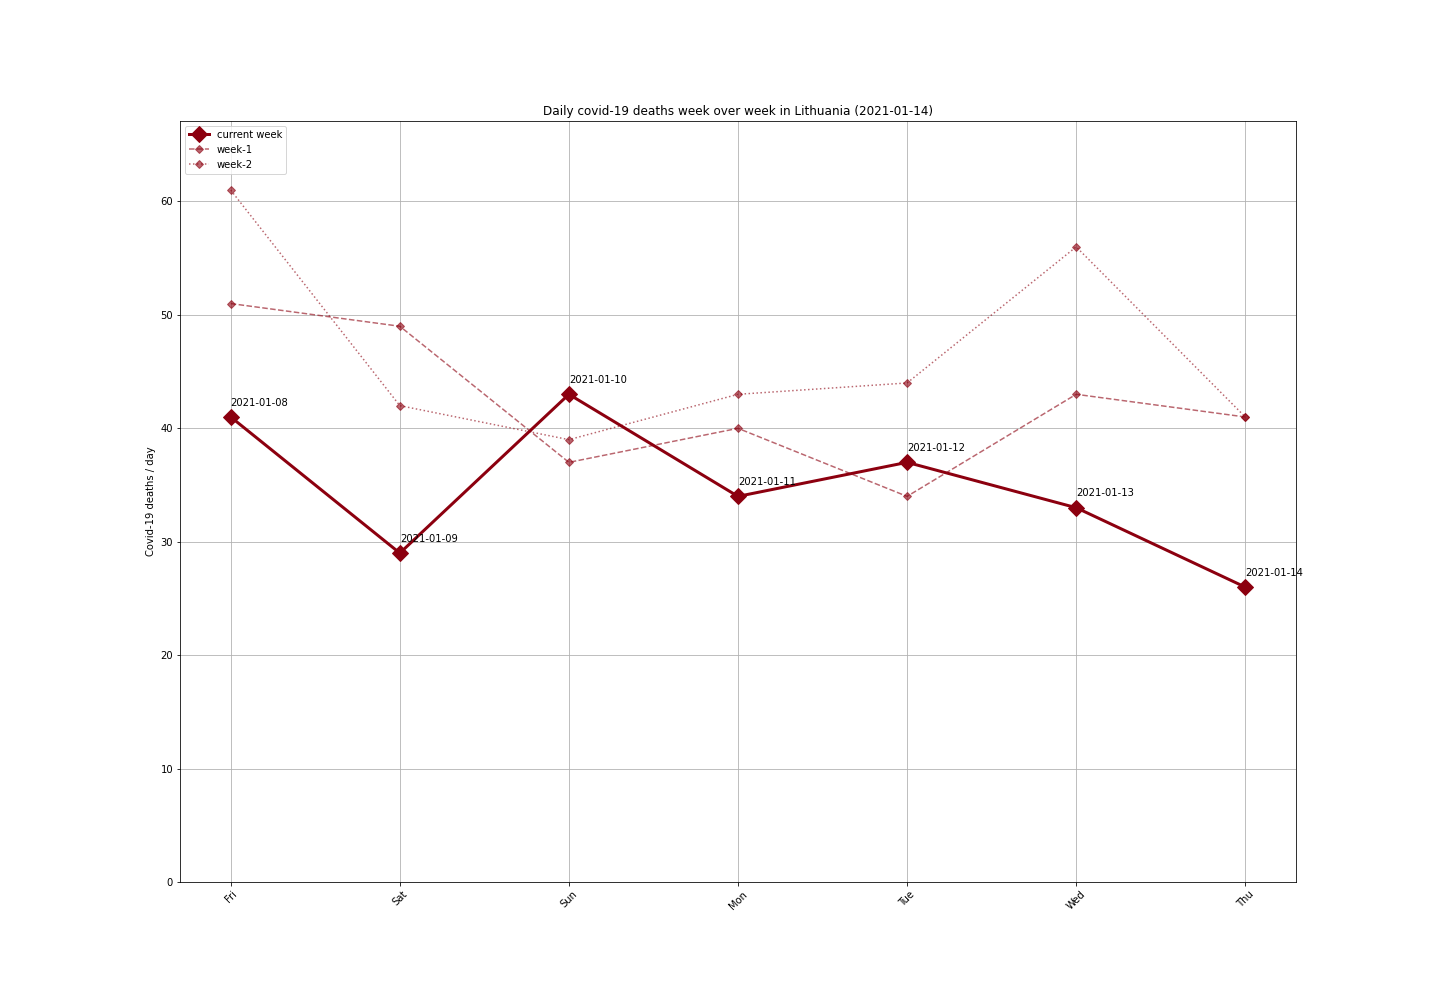 Daily covid-19 deaths week over week in Lithuania (2021-01-14)
current week
week-1
week-2
60
50
40
30
20
10
0
Covid-19 deaths / day
2021-01-08
2021-01-09
2021-01-10
2021-01-11
2021-01-12
2021-01-13
2021-01-14
Fri
Sat
Sun
Mon
Tue
Wed
Thu